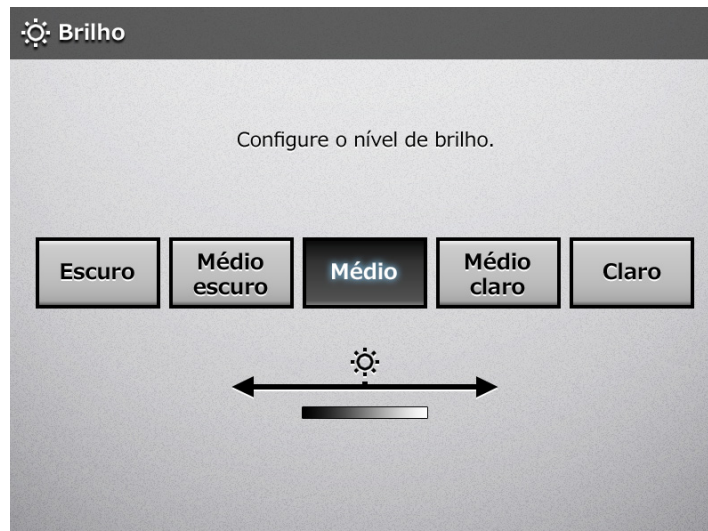 Brilho
Configure o nível de brilho.
Escuro
Médio
escuro
Médio
Médio
claro
Claro